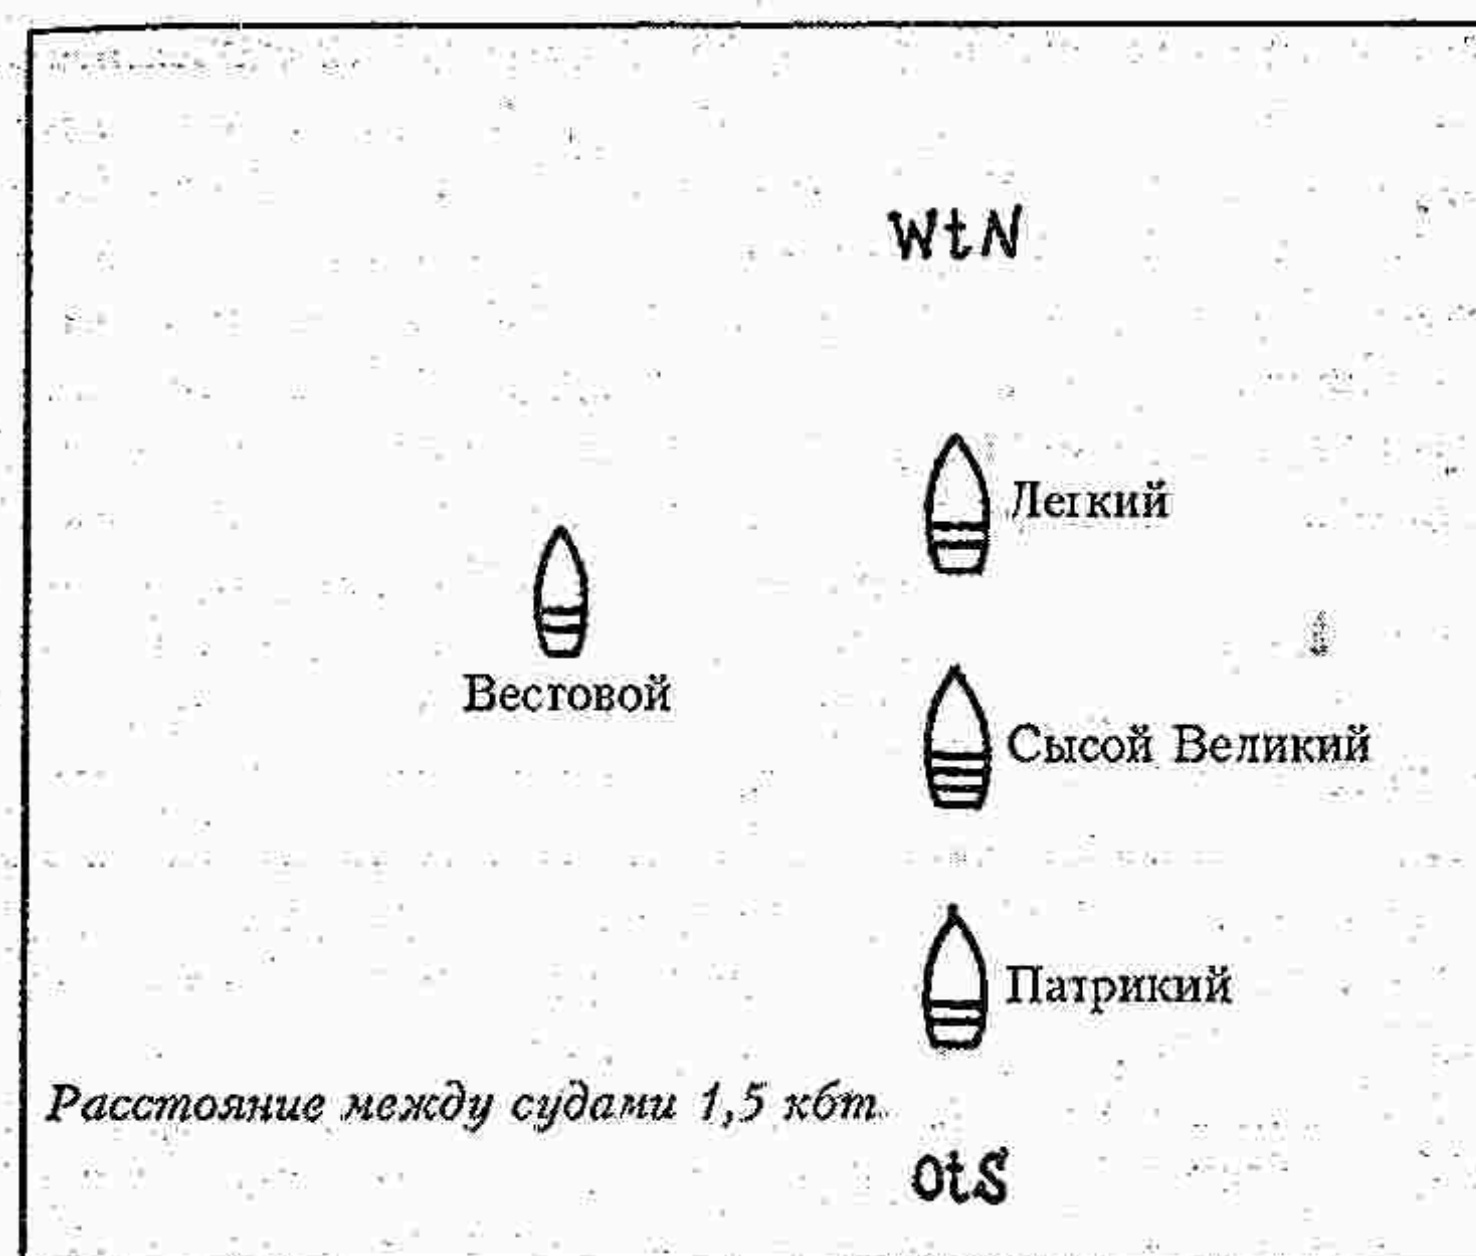 WtN
Легкий
Вестовой
Сысой Великий
Патрикий
Расстояние между судами 1,5 кбт.
OtS